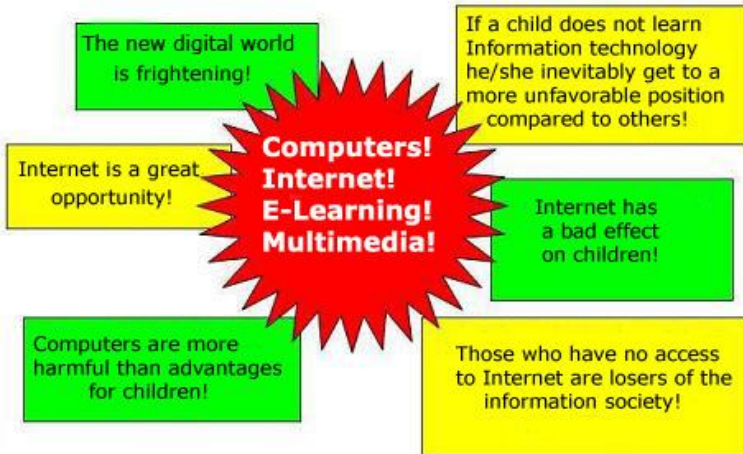 The new digital world
is frightening!
If a child does not learn
Information technology
he/she inevitably get to a
more unfavorable position
compared to others!
Computers!
Internet!
E-Learning!
Multimedia!
Internet is a great
opportunity!
Internet has
a bad effect
on children!
Computers are more
harmful than advantages
for children!
Those who have no access
to Internet are losers of the
information society!